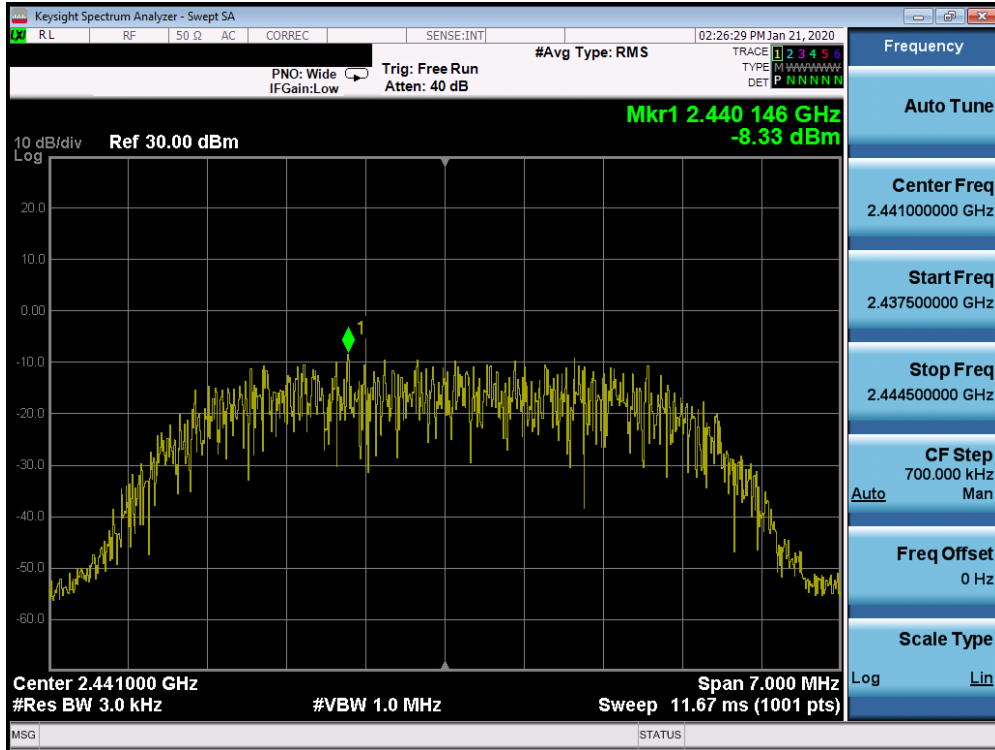 Keysight Spectrum Analyzer - Swept SA
LXI RL RF 50 Ω AC CORREC SENSE:INT 02:26:29 PM Jan 21, 2020
PNO: Wide
IFGain:Low
Trig: Free Run
Atten: 40 dB
#Avg Type: RMS
TRACE 1 2 3 4 5 6
TYPE M WWWWW
DET P N N N N N
Mkr1 2.440 146 GHz
-8.33 dBm
10 dB/div Ref 30.00 dBm
Log
20.0
10.0
0.00
-10.0
-20.0
-30.0
-40.0
-50.0
-60.0
1
Center 2.441000 GHz Span 7.000 MHz
#Res BW 3.0 kHz #VBW 1.0 MHz Sweep 11.67 ms (1001 pts)
MSG STATUS
Frequency
Auto Tune
Center Freq
2.441000000 GHz
Start Freq
2.437500000 GHz
Stop Freq
2.444500000 GHz
CF Step
700.000 kHz
Auto Man
Freq Offset
0 Hz
Scale Type
Log Lin